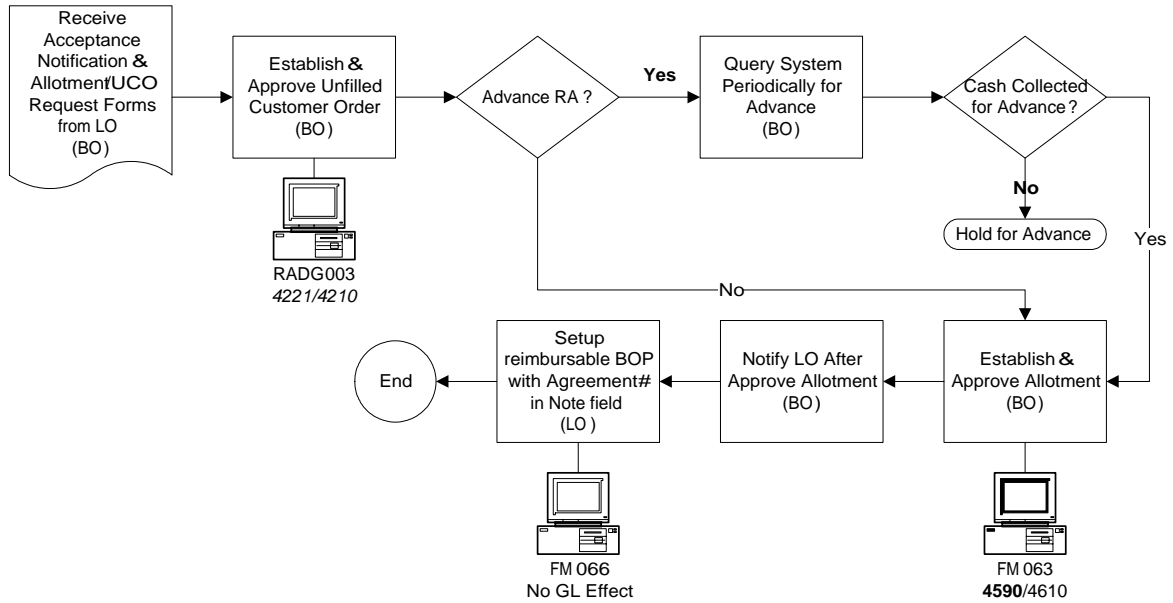 Receive
Acceptance
Notification &
Allotment/UCO
Request Forms
from LO
(BO)
Establish &
Approve Unfilled
Customer Order
(BO)
RADG003
4221/4210
Advance RA ?
Yes
Query System
Periodically for
Advance
(BO)
Cash Collected
for Advance ?
No
Hold for Advance
Yes
No
Establish &
Approve Allotment
(BO)
FM 063
4590/4610
Notify LO After
Approve Allotment
(BO)
Setup
reimbursable BOP
with Agreement#
in Note field
(LO )
FM 066
No GL Effect
End